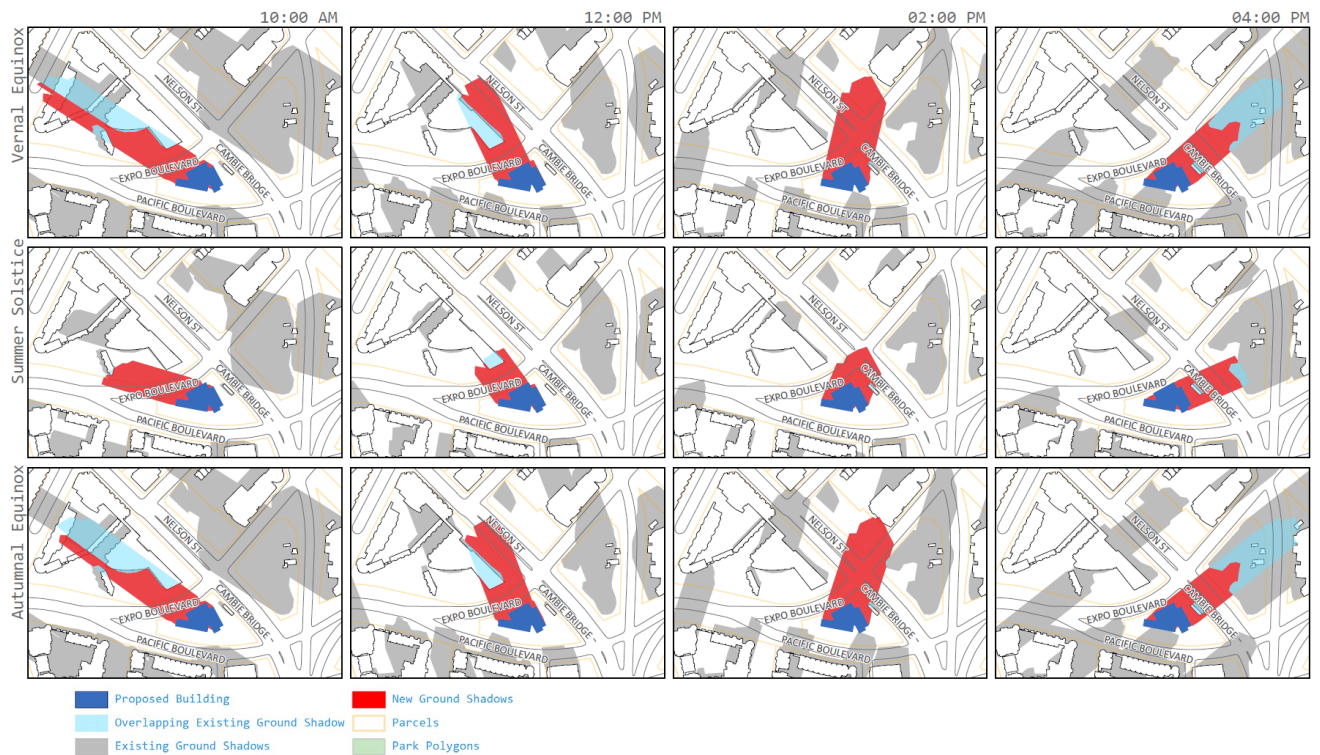 10:00 AM
12:00 PM
02:00 PM
04:00 PM
Vernal Equinox
NELSON ST
EXPO BOULEVARD
CAMBIE BRIDGE
PACIFIC BOULEVARD
NELSON ST
EXPO BOULEVARD
CAMBIE BRIDGE
PACIFIC BOULEVARD
NELSON ST
EXPO BOULEVARD
CAMBIE BRIDGE
PACIFIC BOULEVARD
NELSON ST
EXPO BOULEVARD
CAMBIE BRIDGE
PACIFIC BOULEVARD
Summer Solstice
NELSON ST
EXPO BOULEVARD
CAMBIE BRIDGE
PACIFIC BOULEVARD
NELSON ST
EXPO BOULEVARD
CAMBIE BRIDGE
PACIFIC BOULEVARD
NELSON ST
EXPO BOULEVARD
CAMBIE BRIDGE
PACIFIC BOULEVARD
NELSON ST
EXPO BOULEVARD
CAMBIE BRIDGE
PACIFIC BOULEVARD
Autumnal Equinox
NELSON ST
EXPO BOULEVARD
CAMBIE BRIDGE
PACIFIC BOULEVARD
NELSON ST
EXPO BOULEVARD
CAMBIE BRIDGE
PACIFIC BOULEVARD
NELSON ST
EXPO BOULEVARD
CAMBIE BRIDGE
PACIFIC BOULEVARD
NELSON ST
EXPO BOULEVARD
CAMBIE BRIDGE
PACIFIC BOULEVARD
Proposed Building
New Ground Shadows
Overlapping Existing Ground Shadow
Parcels
Existing Ground Shadows
Park Polygons